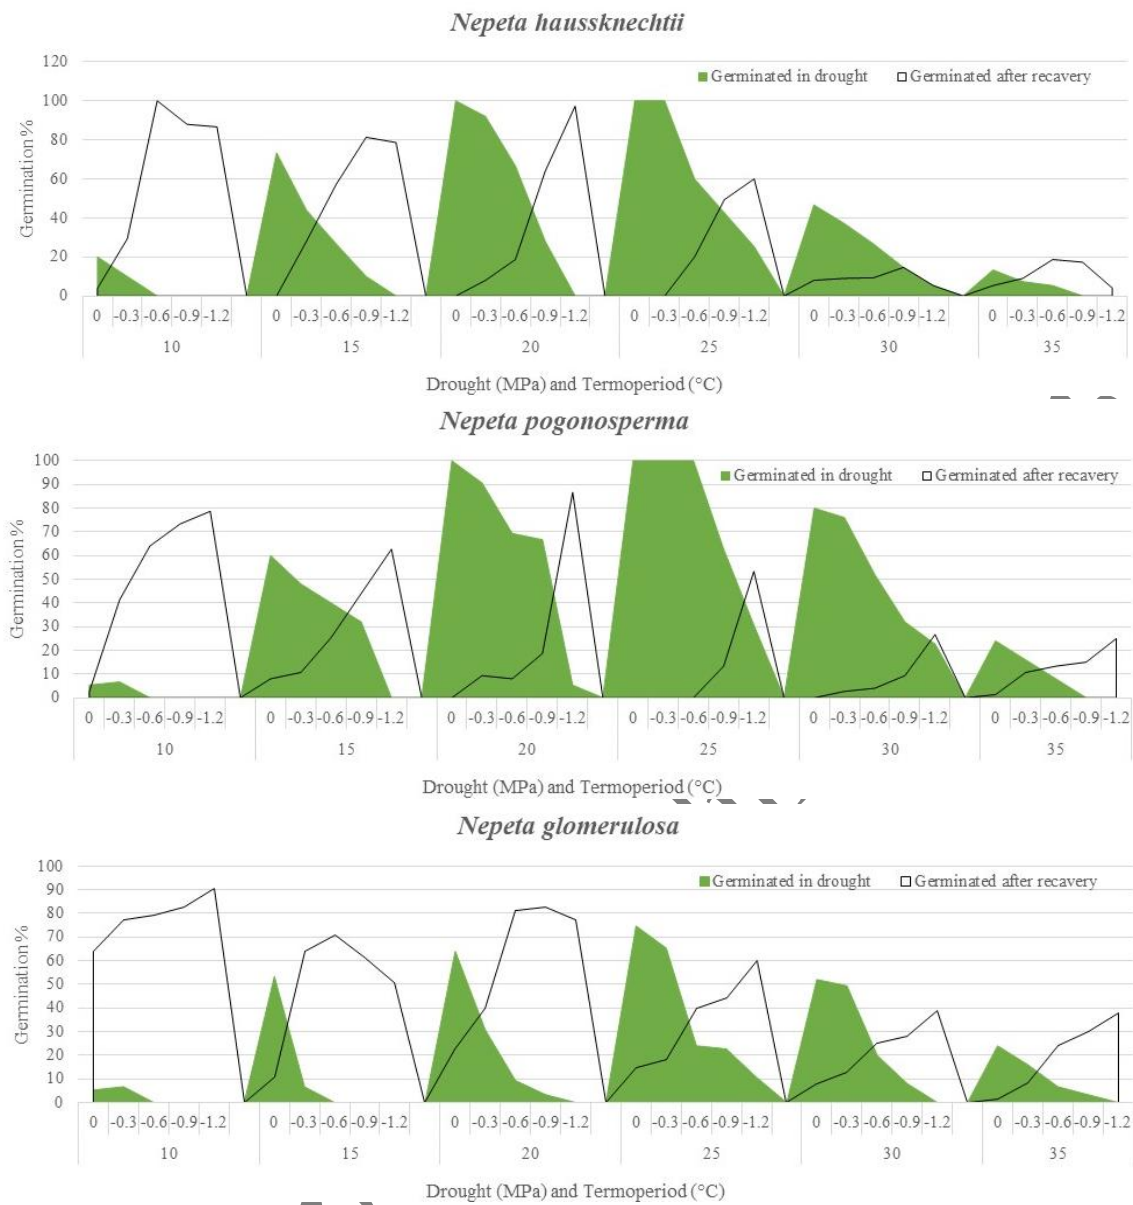 Nepeta haussknechtii
120
Germinated in drought Germinated after recavery
100
80
60
40
20
0
Germination %
0 -0.3 -0.6 -0.9 -1.2 0 -0.3 -0.6 -0.9 -1.2 0 -0.3 -0.6 -0.9 -1.2 0 -0.3 -0.6 -0.9 -1.2 0 -0.3 -0.6 -0.9 -1.2 0 -0.3 -0.6 -0.9 -1.2
10 15 20 25 30 35
Drought (MPa) and Termoperiod (°C)
Nepeta pogonosperma
100
Germinated in drought Germinated after recavery
90
80
70
60
50
40
30
20
10
0
Germination %
0 -0.3 -0.6 -0.9 -1.2 0 -0.3 -0.6 -0.9 -1.2 0 -0.3 -0.6 -0.9 -1.2 0 -0.3 -0.6 -0.9 -1.2 0 -0.3 -0.6 -0.9 -1.2 0 -0.3 -0.6 -0.9 -1.2
10 15 20 25 30 35
Drought (MPa) and Termoperiod (°C)
Nepeta glomerulosa
100
Germinated in drought Germinated after recavery
90
80
70
60
50
40
30
20
10
0
Germination %
0 -0.3 -0.6 -0.9 -1.2 0 -0.3 -0.6 -0.9 -1.2 0 -0.3 -0.6 -0.9 -1.2 0 -0.3 -0.6 -0.9 -1.2 0 -0.3 -0.6 -0.9 -1.2 0 -0.3 -0.6 -0.9 -1.2
10 15 20 25 30 35
Drought (MPa) and Termoperiod (°C)